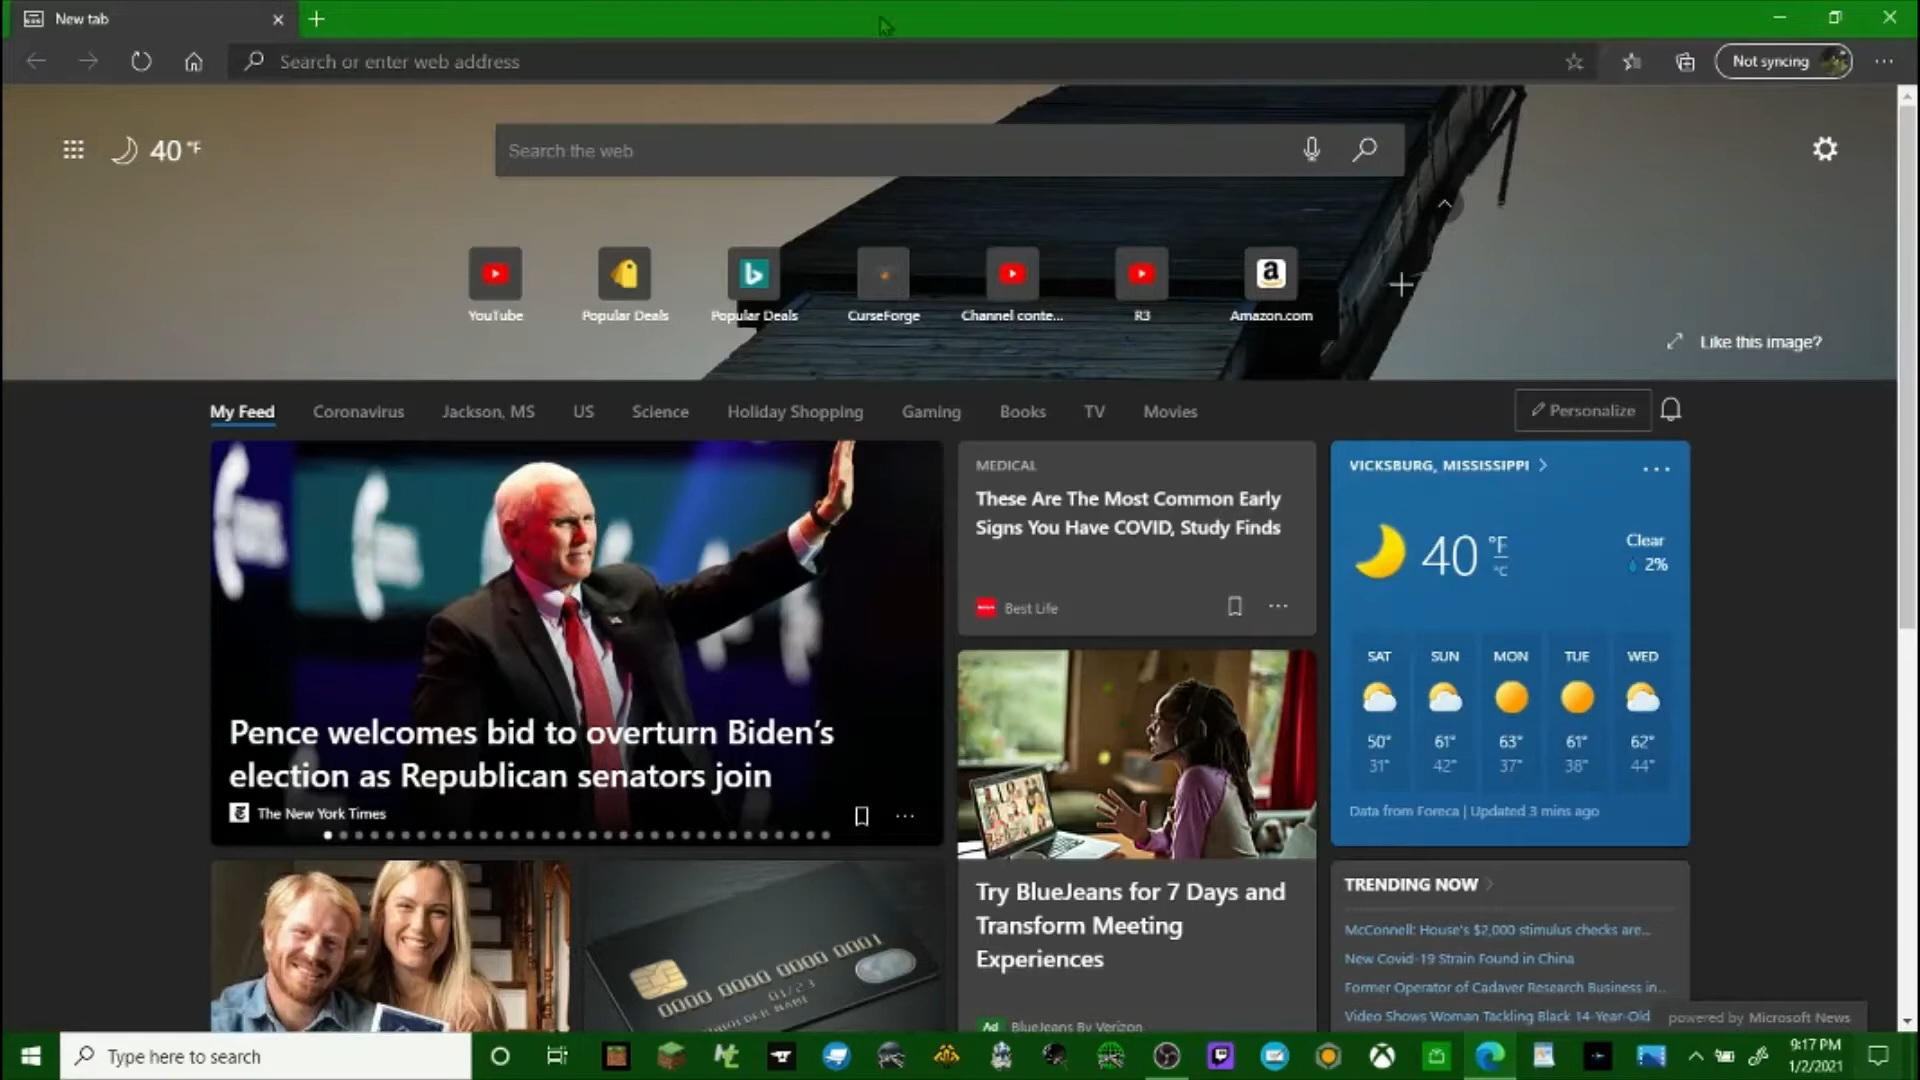 New tab
Search or enter web address
Not syncing
40 °F
Search the web
YouTube
Popular Deals
Popular Deals
CurseForge
Channel conte...
R3
Amazon.com
Like this image?
My Feed
Coronavirus
Jackson, MS
US
Science
Holiday Shopping
Gaming
Books
TV
Movies
Personalize
Pence welcomes bid to overturn Biden's
election as Republican senators join
The New York Times
MEDICAL
These Are The Most Common Early
Signs You Have COVID, Study Finds
Best Life
VICKSBURG, MISSISSIPPI
40 °F
°C
Clear
2%
SAT SUN MON TUE WED
50° 61° 63° 61° 62°
31° 42° 37° 38° 44°
Data from Foreca | Updated 3 mins ago
0000 0000 0000 0001
01/23
Try BlueJeans for 7 Days and
Transform Meeting
Experiences
Ad BlueJeans By Verizon
TRENDING NOW
McConnell: House's $2,000 stimulus checks are...
New Covid-19 Strain Found in China
Former Operator of Cadaver Research Business in...
Video Shows Woman Tackling Black 14-Year-Old
powered by Microsoft News
Type here to search
9:17 PM
1/2/2021